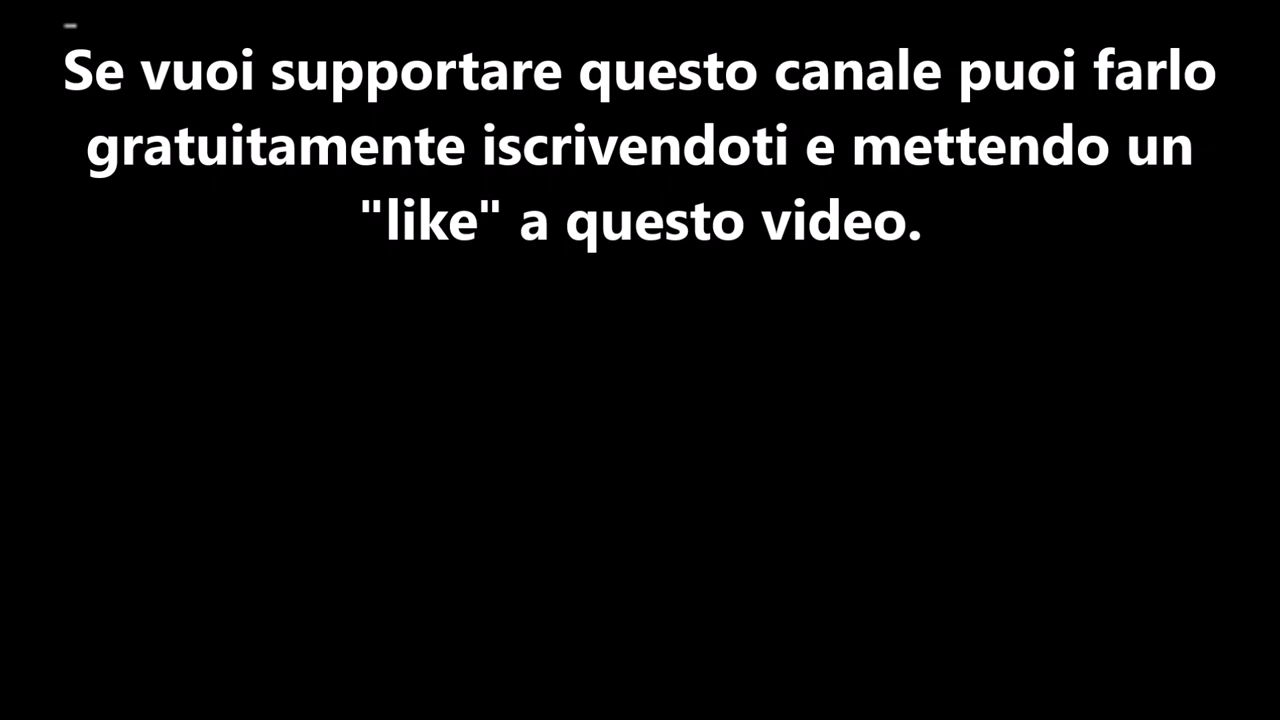 Se vuoi supportare questo canale puoi farlo
gratuitamente iscrivendoti e mettendo un
"like" a questo video.